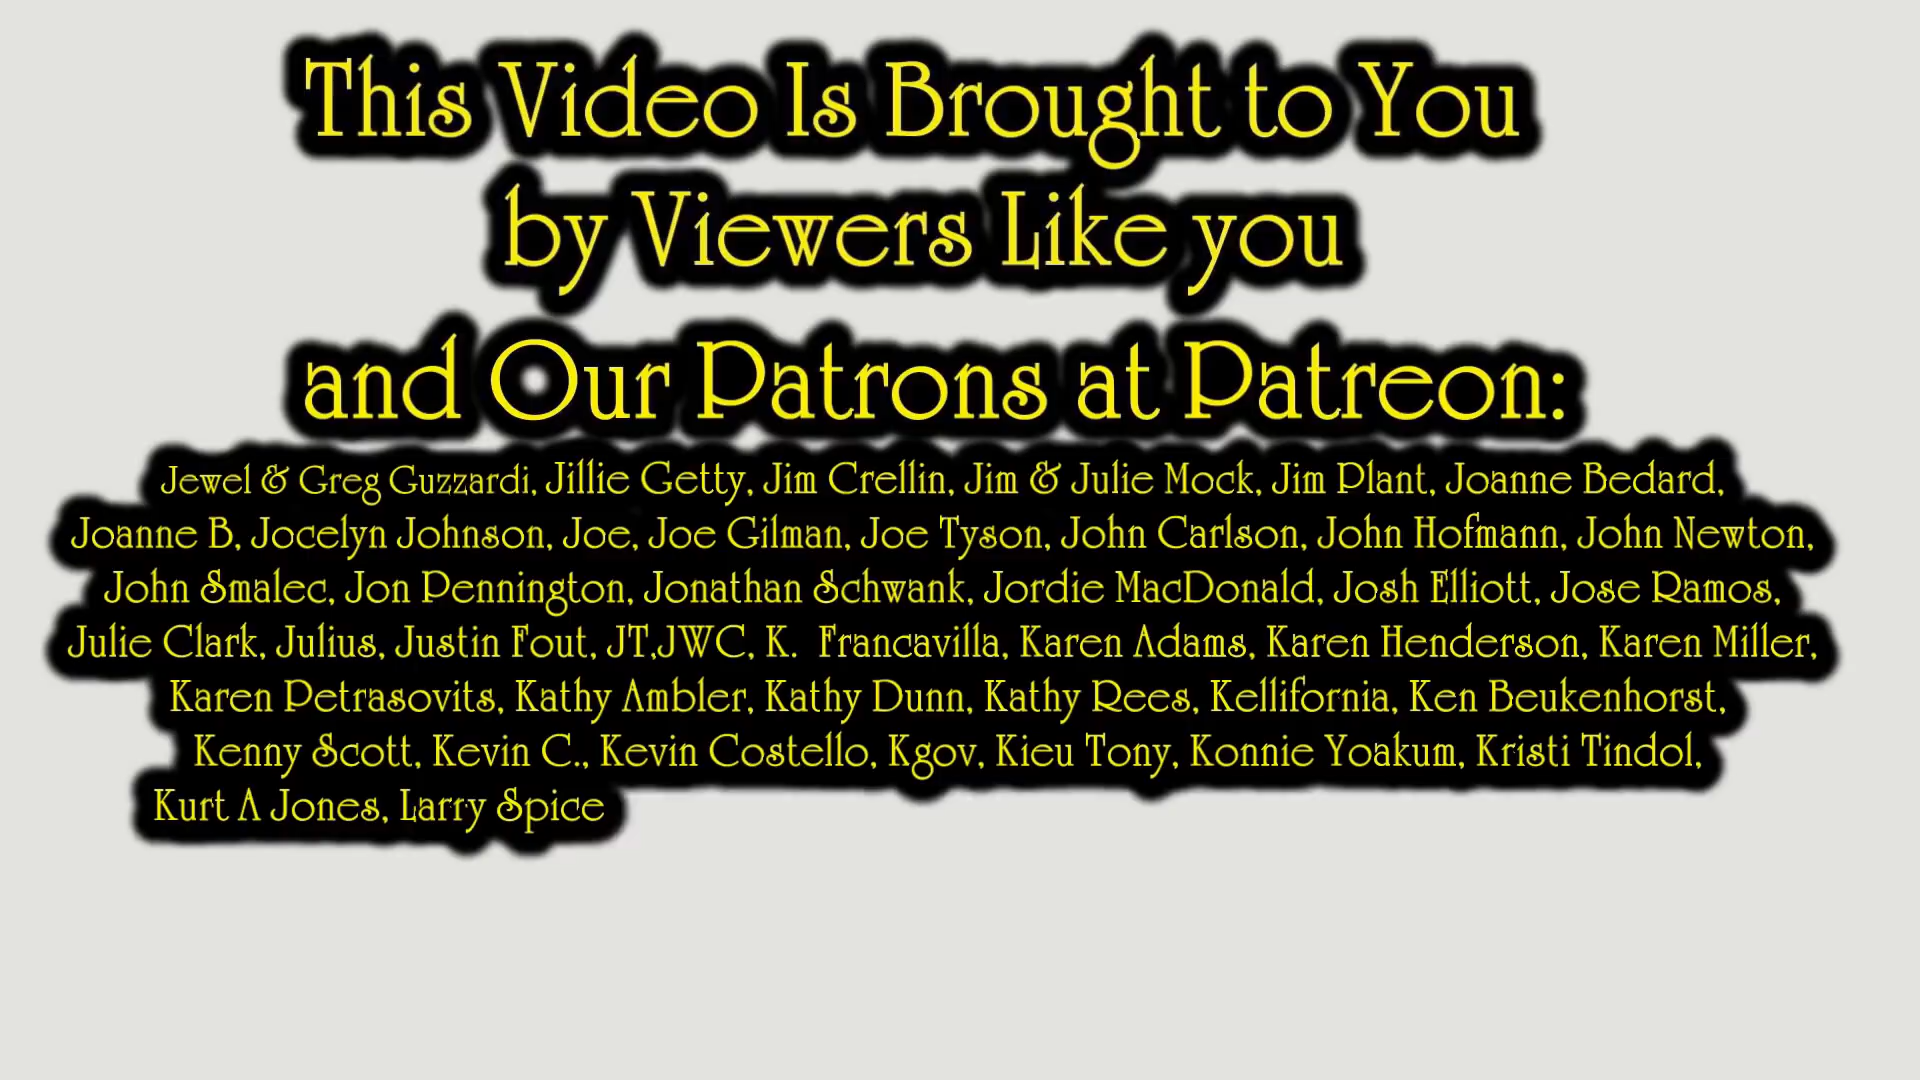 This Video Is Brought to You
by Viewers Like you
and Our Patrons at Patreon:
Jewel & Greg Guzzardi, Jillie Getty, Jim Crellin, Jim & Julie Mock, Jim Plant, Joanne Bedard,
Joanne B, Jocelyn Johnson, Joe, Joe Gilman, Joe Tyson, John Carlson, John Hofmann, John Newton,
John Smalec, Jon Pennington, Jonathan Schwank, Jordie MacDonald, Josh Elliott, Jose Ramos,
Julie Clark, Julius, Justin Fout, JT,JWC, K.  Francavilla, Karen Adams, Karen Henderson, Karen Miller,
Karen Petrasovits, Kathy Ambler, Kathy Dunn, Kathy Rees, Kellifornia, Ken Beukenhorst,
Kenny Scott, Kevin C., Kevin Costello, Kgov, Kieu Tony, Konnie Yoakum, Kristi Tindol,
Kurt A Jones, Larry Spice